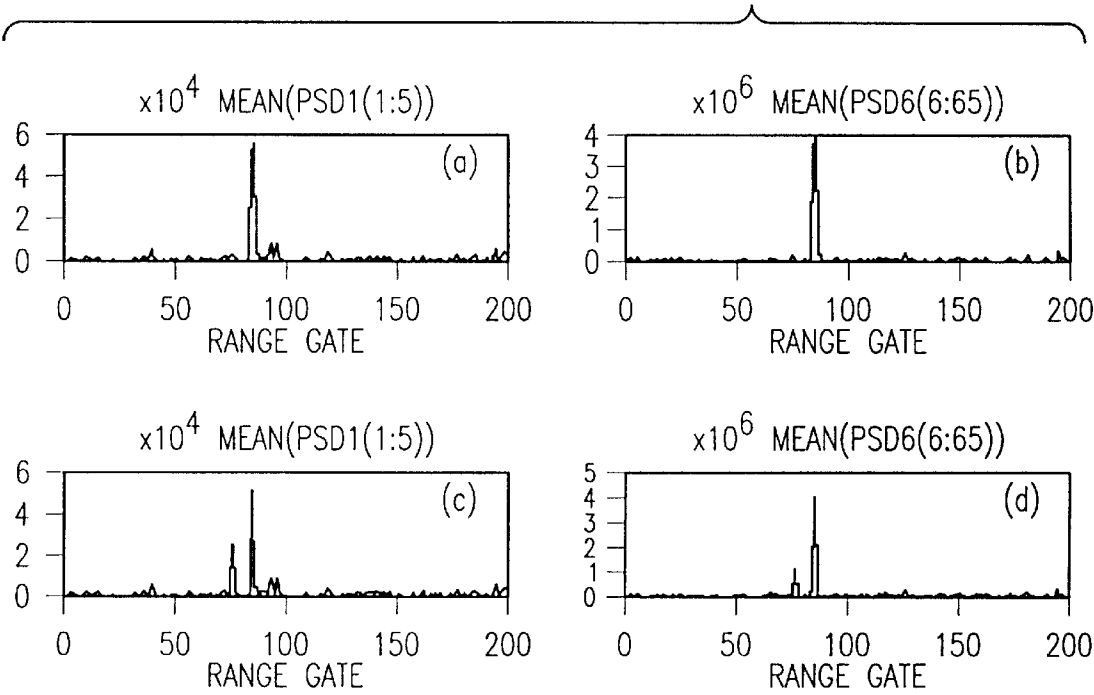 x10^4 MEAN(PSD1(1:5))
(a)
6
4
2
0
0 50 100 150 200
RANGE GATE
x10^6 MEAN(PSD6(6:65))
(b)
4
3
2
1
0
0 50 100 150 200
RANGE GATE
x10^4 MEAN(PSD1(1:5))
(c)
6
4
2
0
0 50 100 150 200
RANGE GATE
x10^6 MEAN(PSD6(6:65))
(d)
5
4
3
2
1
0
0 50 100 150 200
RANGE GATE